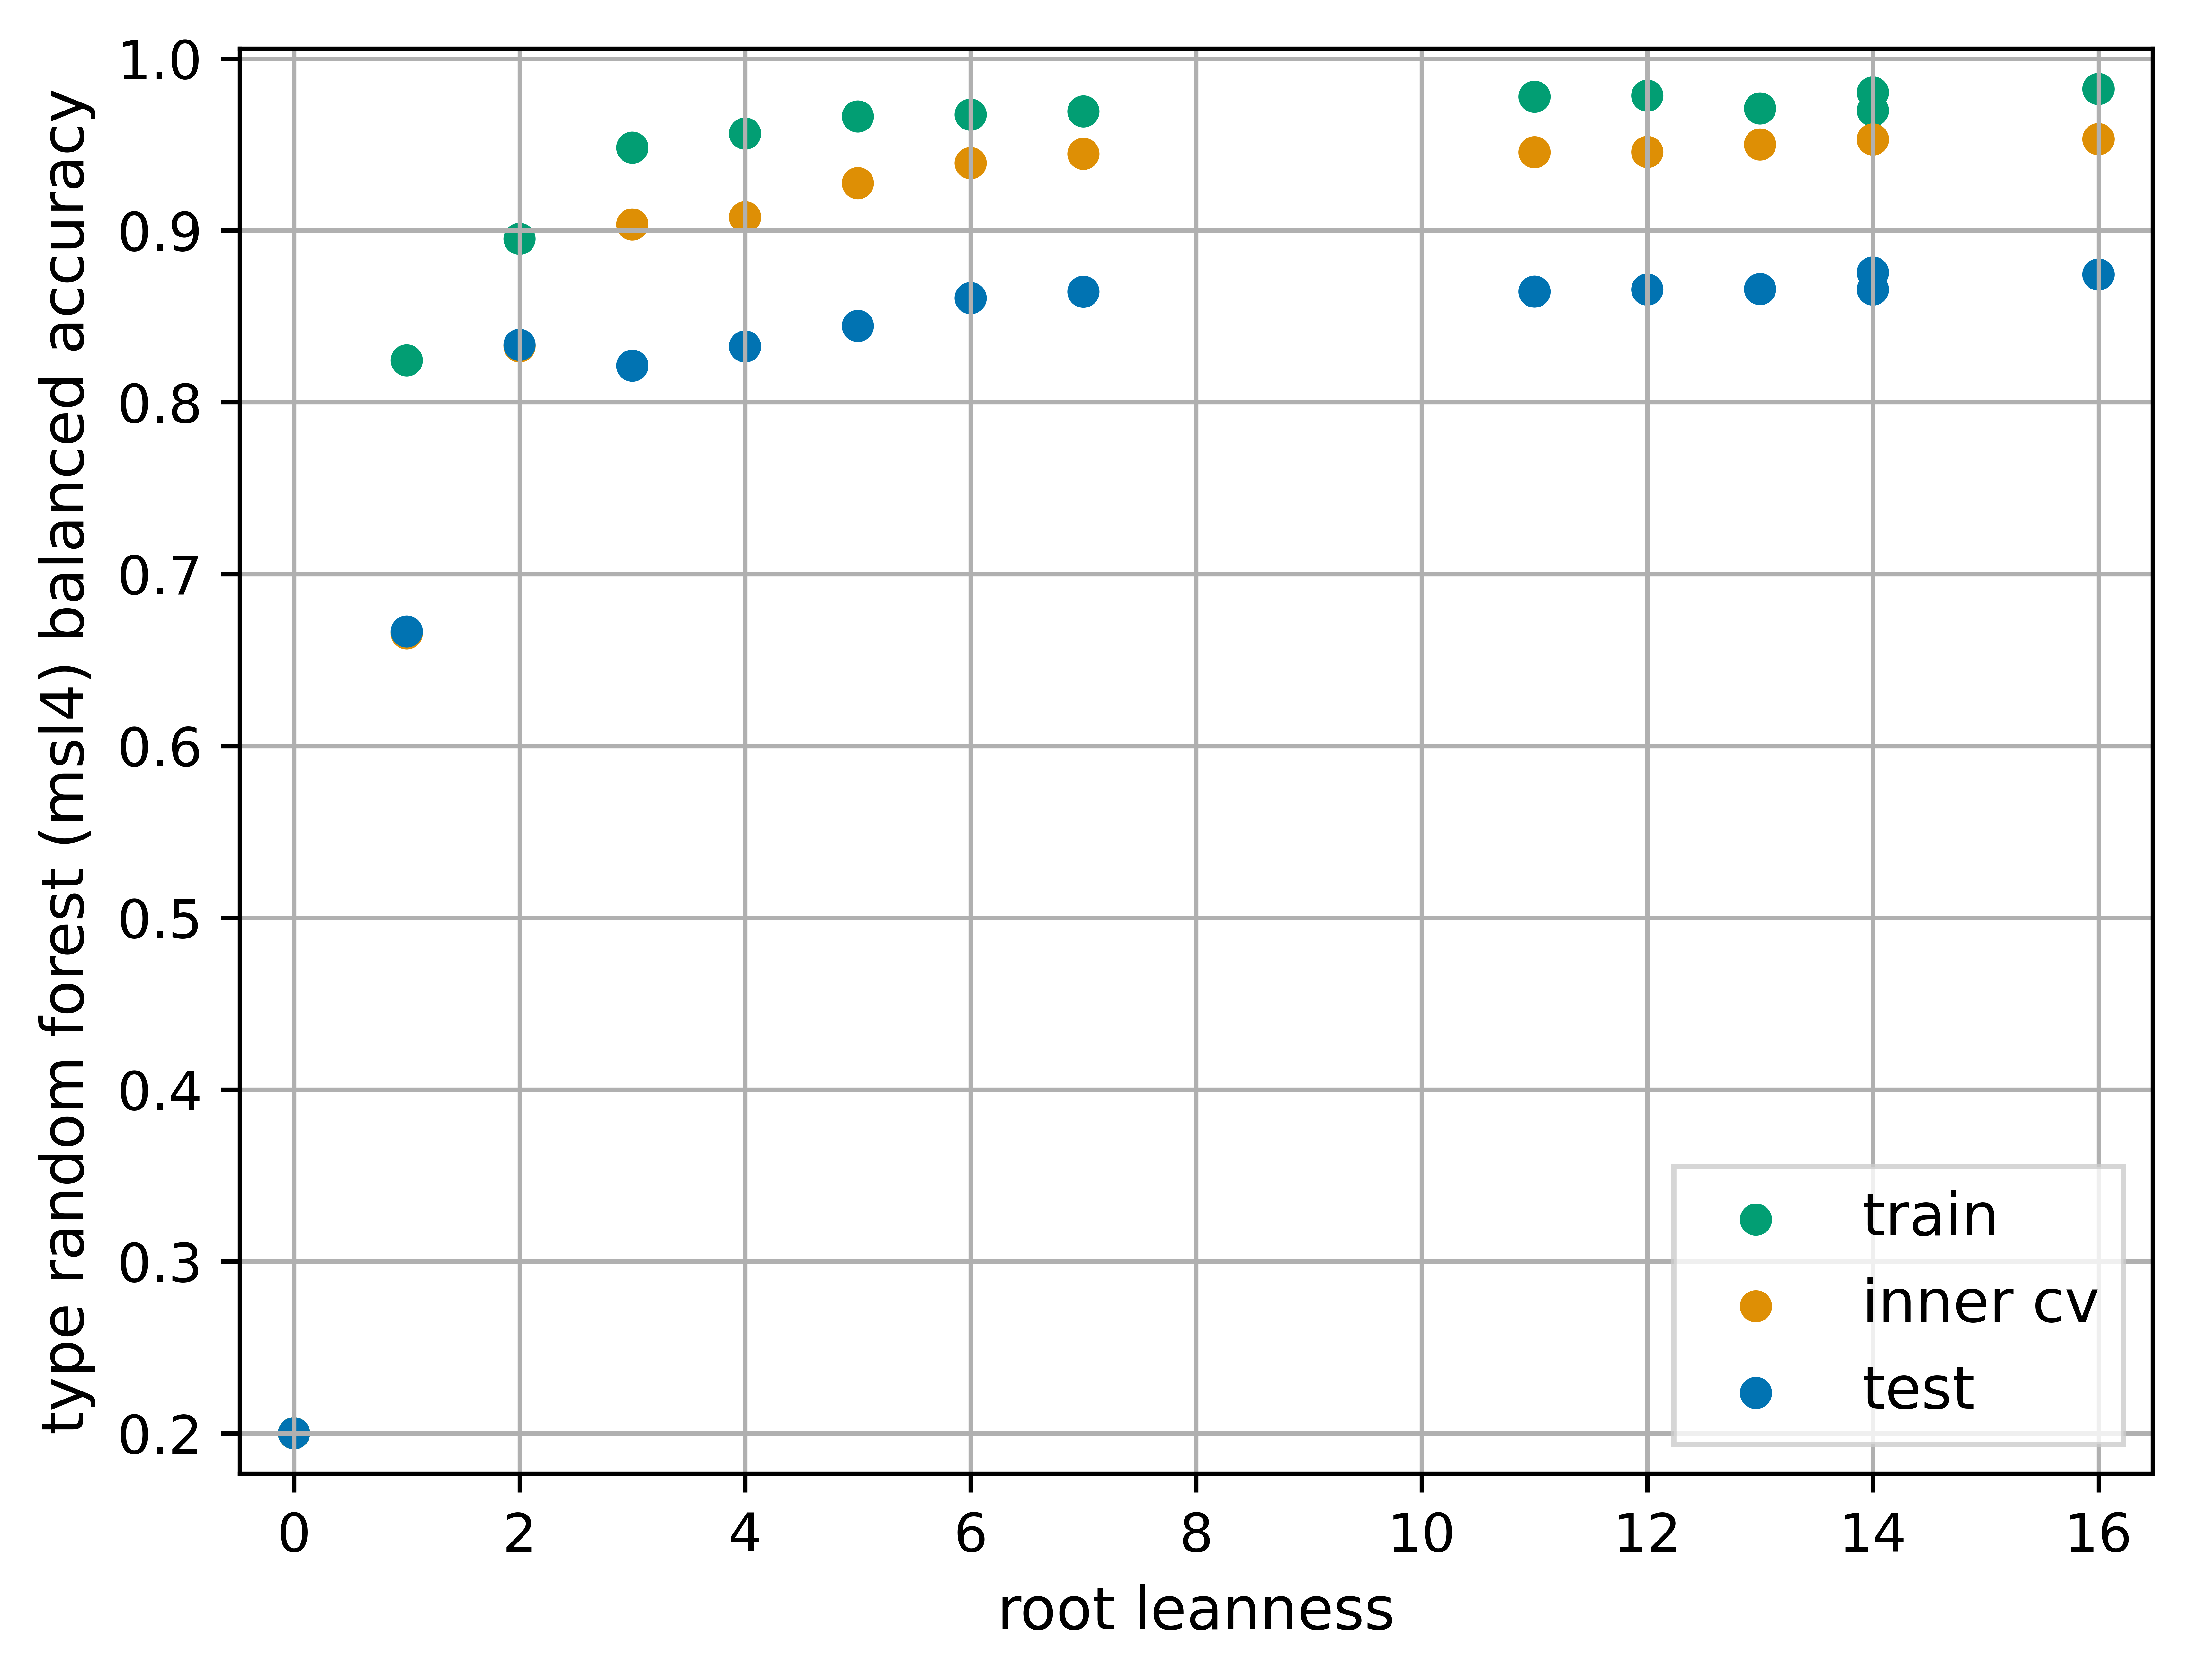 type random forest (msl4) balanced accuracy
1.0
0.9
0.8
0.7
0.6
0.5
0.4
0.3
0.2
train
inner cv
test
0 2 4 6 8 10 12 14 16
root leanness